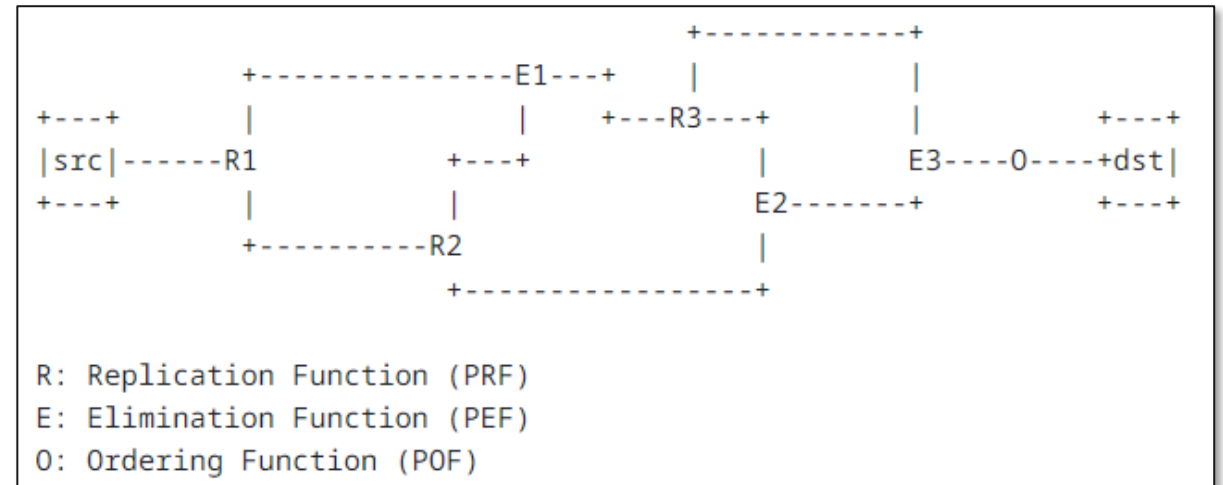 +------------+
            +---------------E1---+    |            |
+---+       |               |    +---R3---+        |          +---+
|src|------R1           +---+             |       E3----O----+dst|
+---+       |           |                 E2-------+          +---+
            +----------R2                 |
                        +-----------------+
R: Replication Function (PRF)
E: Elimination Function (PEF)
O: Ordering Function (POF)